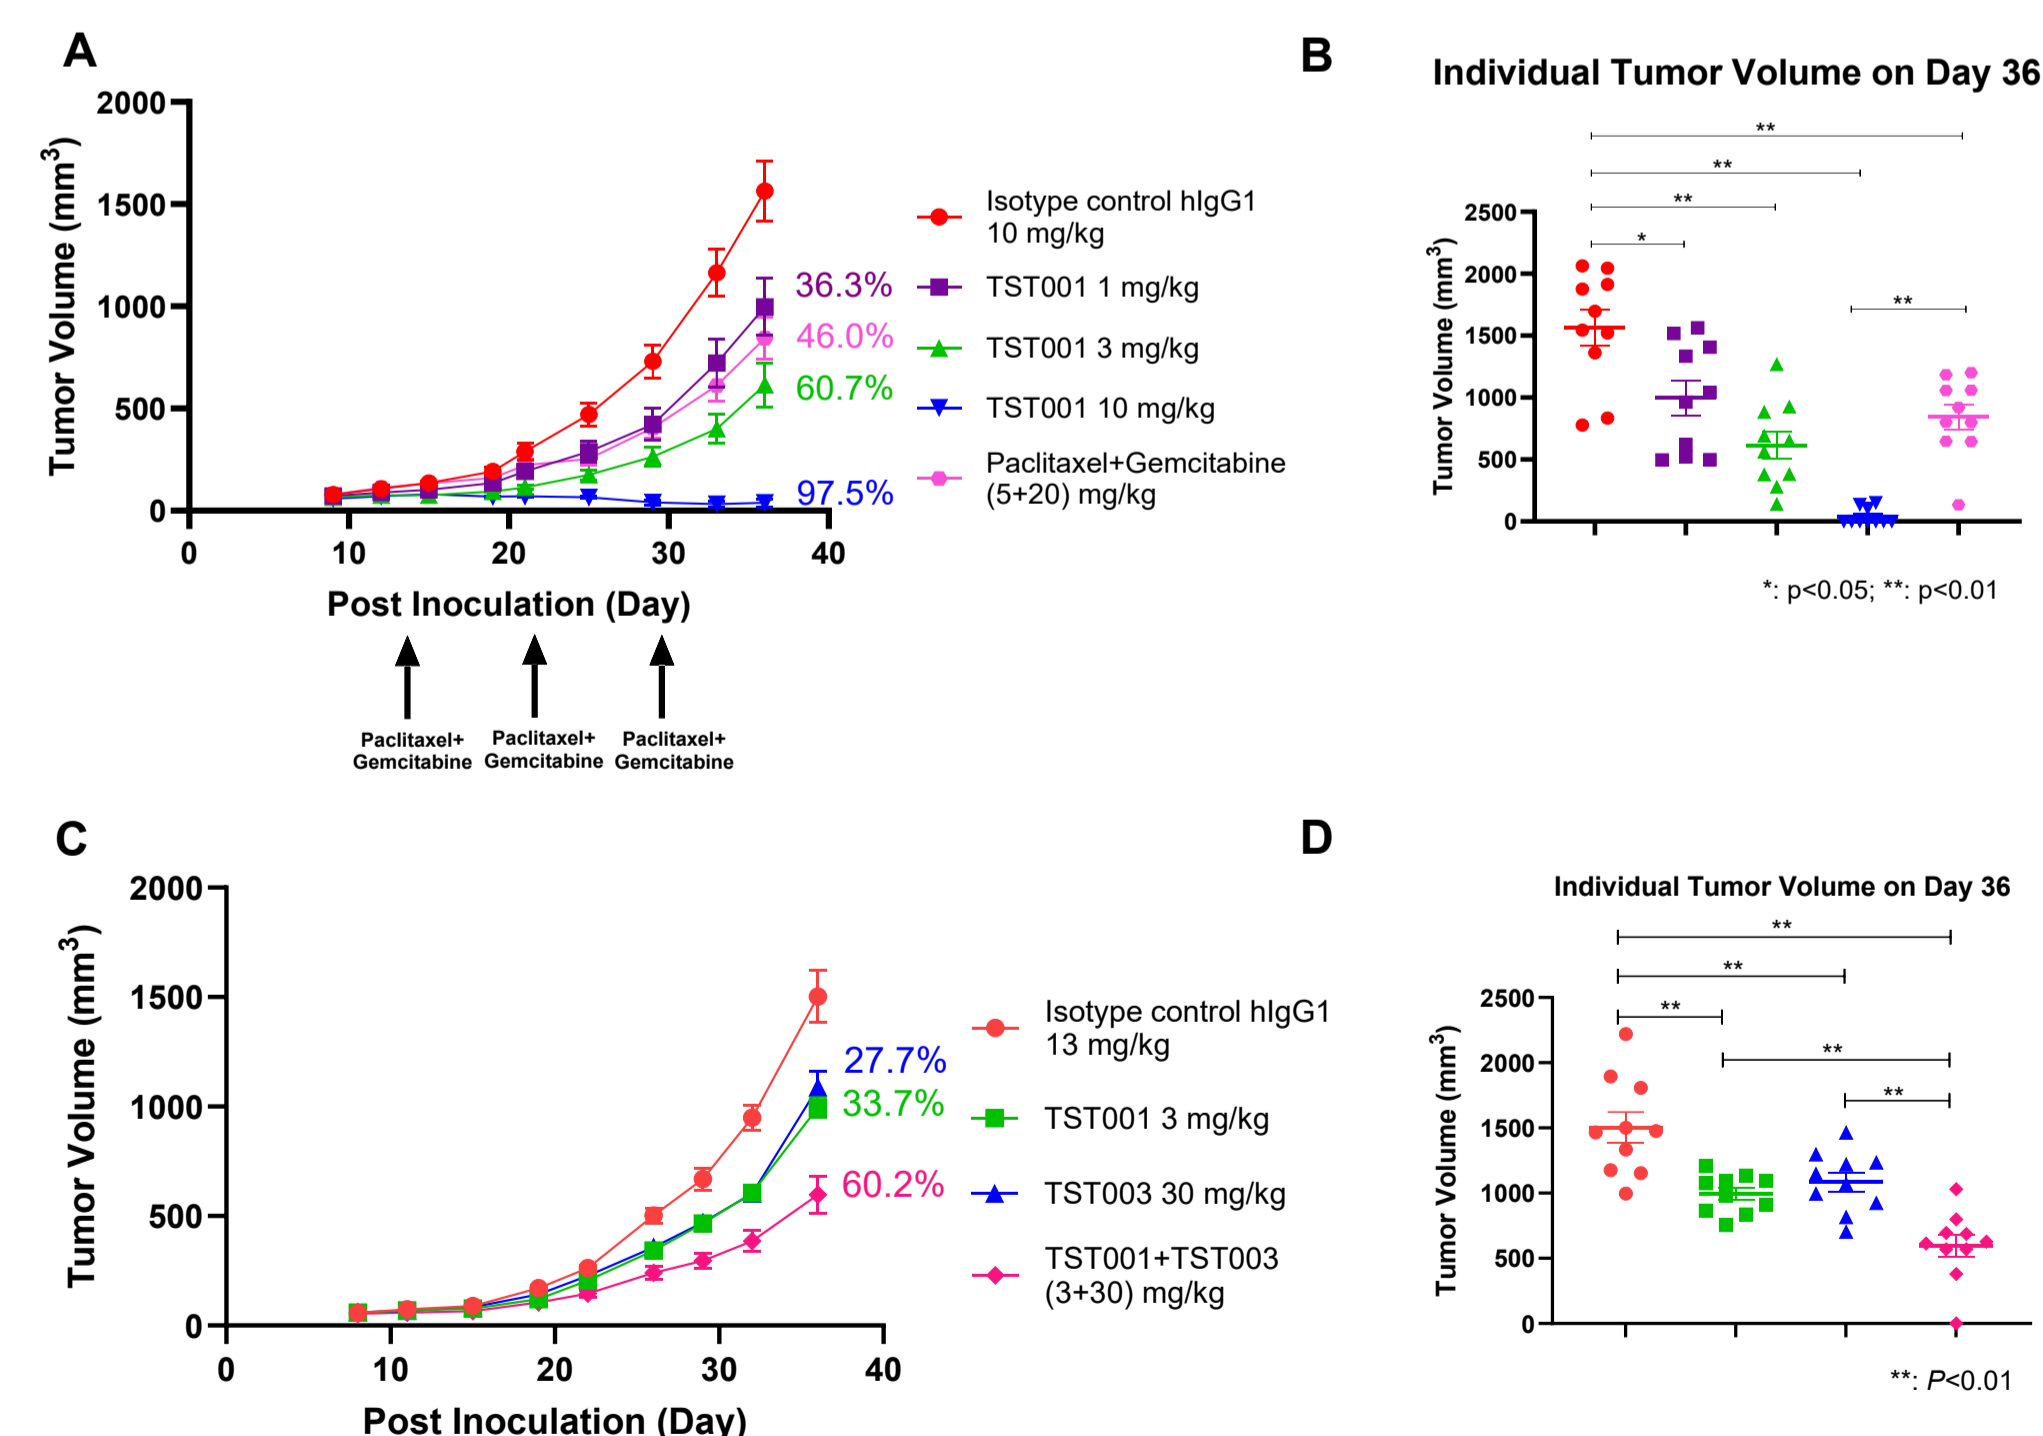 A
2000
1500
1000
500
0
Tumor Volume (mm³)
0 10 20 30 40
Post Inoculation (Day)
36.3%
46.0%
60.7%
97.5%
Isotype control hIgG1
10 mg/kg
TST001 1 mg/kg
TST001 3 mg/kg
TST001 10 mg/kg
Paclitaxel+Gemcitabine
(5+20) mg/kg
Paclitaxel+
Gemcitabine
Paclitaxel+
Gemcitabine
Paclitaxel+
Gemcitabine
B
Individual Tumor Volume on Day 36
**
**
**
*
**
2500
2000
1500
1000
500
0
Tumor Volume (mm³)
*: p<0.05; **: p<0.01
C
2000
1500
1000
500
0
Tumor Volume (mm³)
0 10 20 30 40
Post Inoculation (Day)
27.7%
33.7%
60.2%
Isotype control hIgG1
13 mg/kg
TST001 3 mg/kg
TST003 30 mg/kg
TST001+TST003
(3+30) mg/kg
D
Individual Tumor Volume on Day 36
**
**
**
**
**
2500
2000
1500
1000
500
0
Tumor Volume (mm³)
**: P<0.01